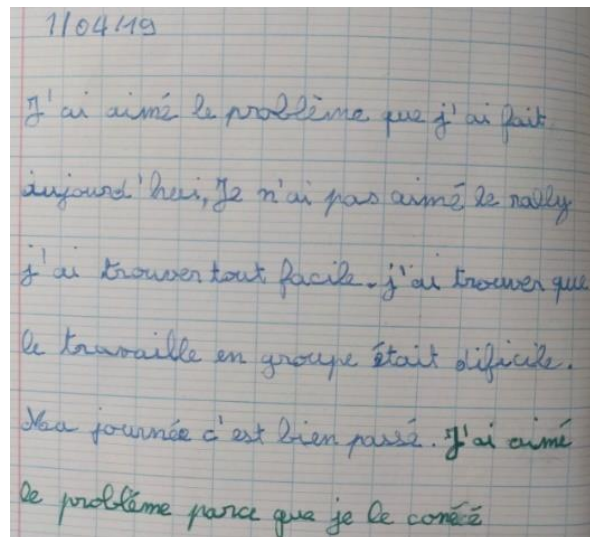 1/04/19
J'ai aimé le problème que j'ai fait
aujourd'hui, Je n'ai pas aimé le rally
j'ai trouver tout facile. j'ai trouver que
le travaille en groupe était dificile.
Ma journée c'est bien passé. J'ai aimé
le problème parce que je le conécé